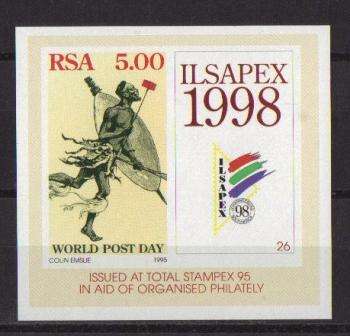 RSA 5.00
WORLD POST DAY
COLIN EMSLIE 1995
ILSAPEX
1998
ILSAPEX
98
26
ISSUED AT TOTAL STAMPEX 95
IN AID OF ORGANISED PHILATELY